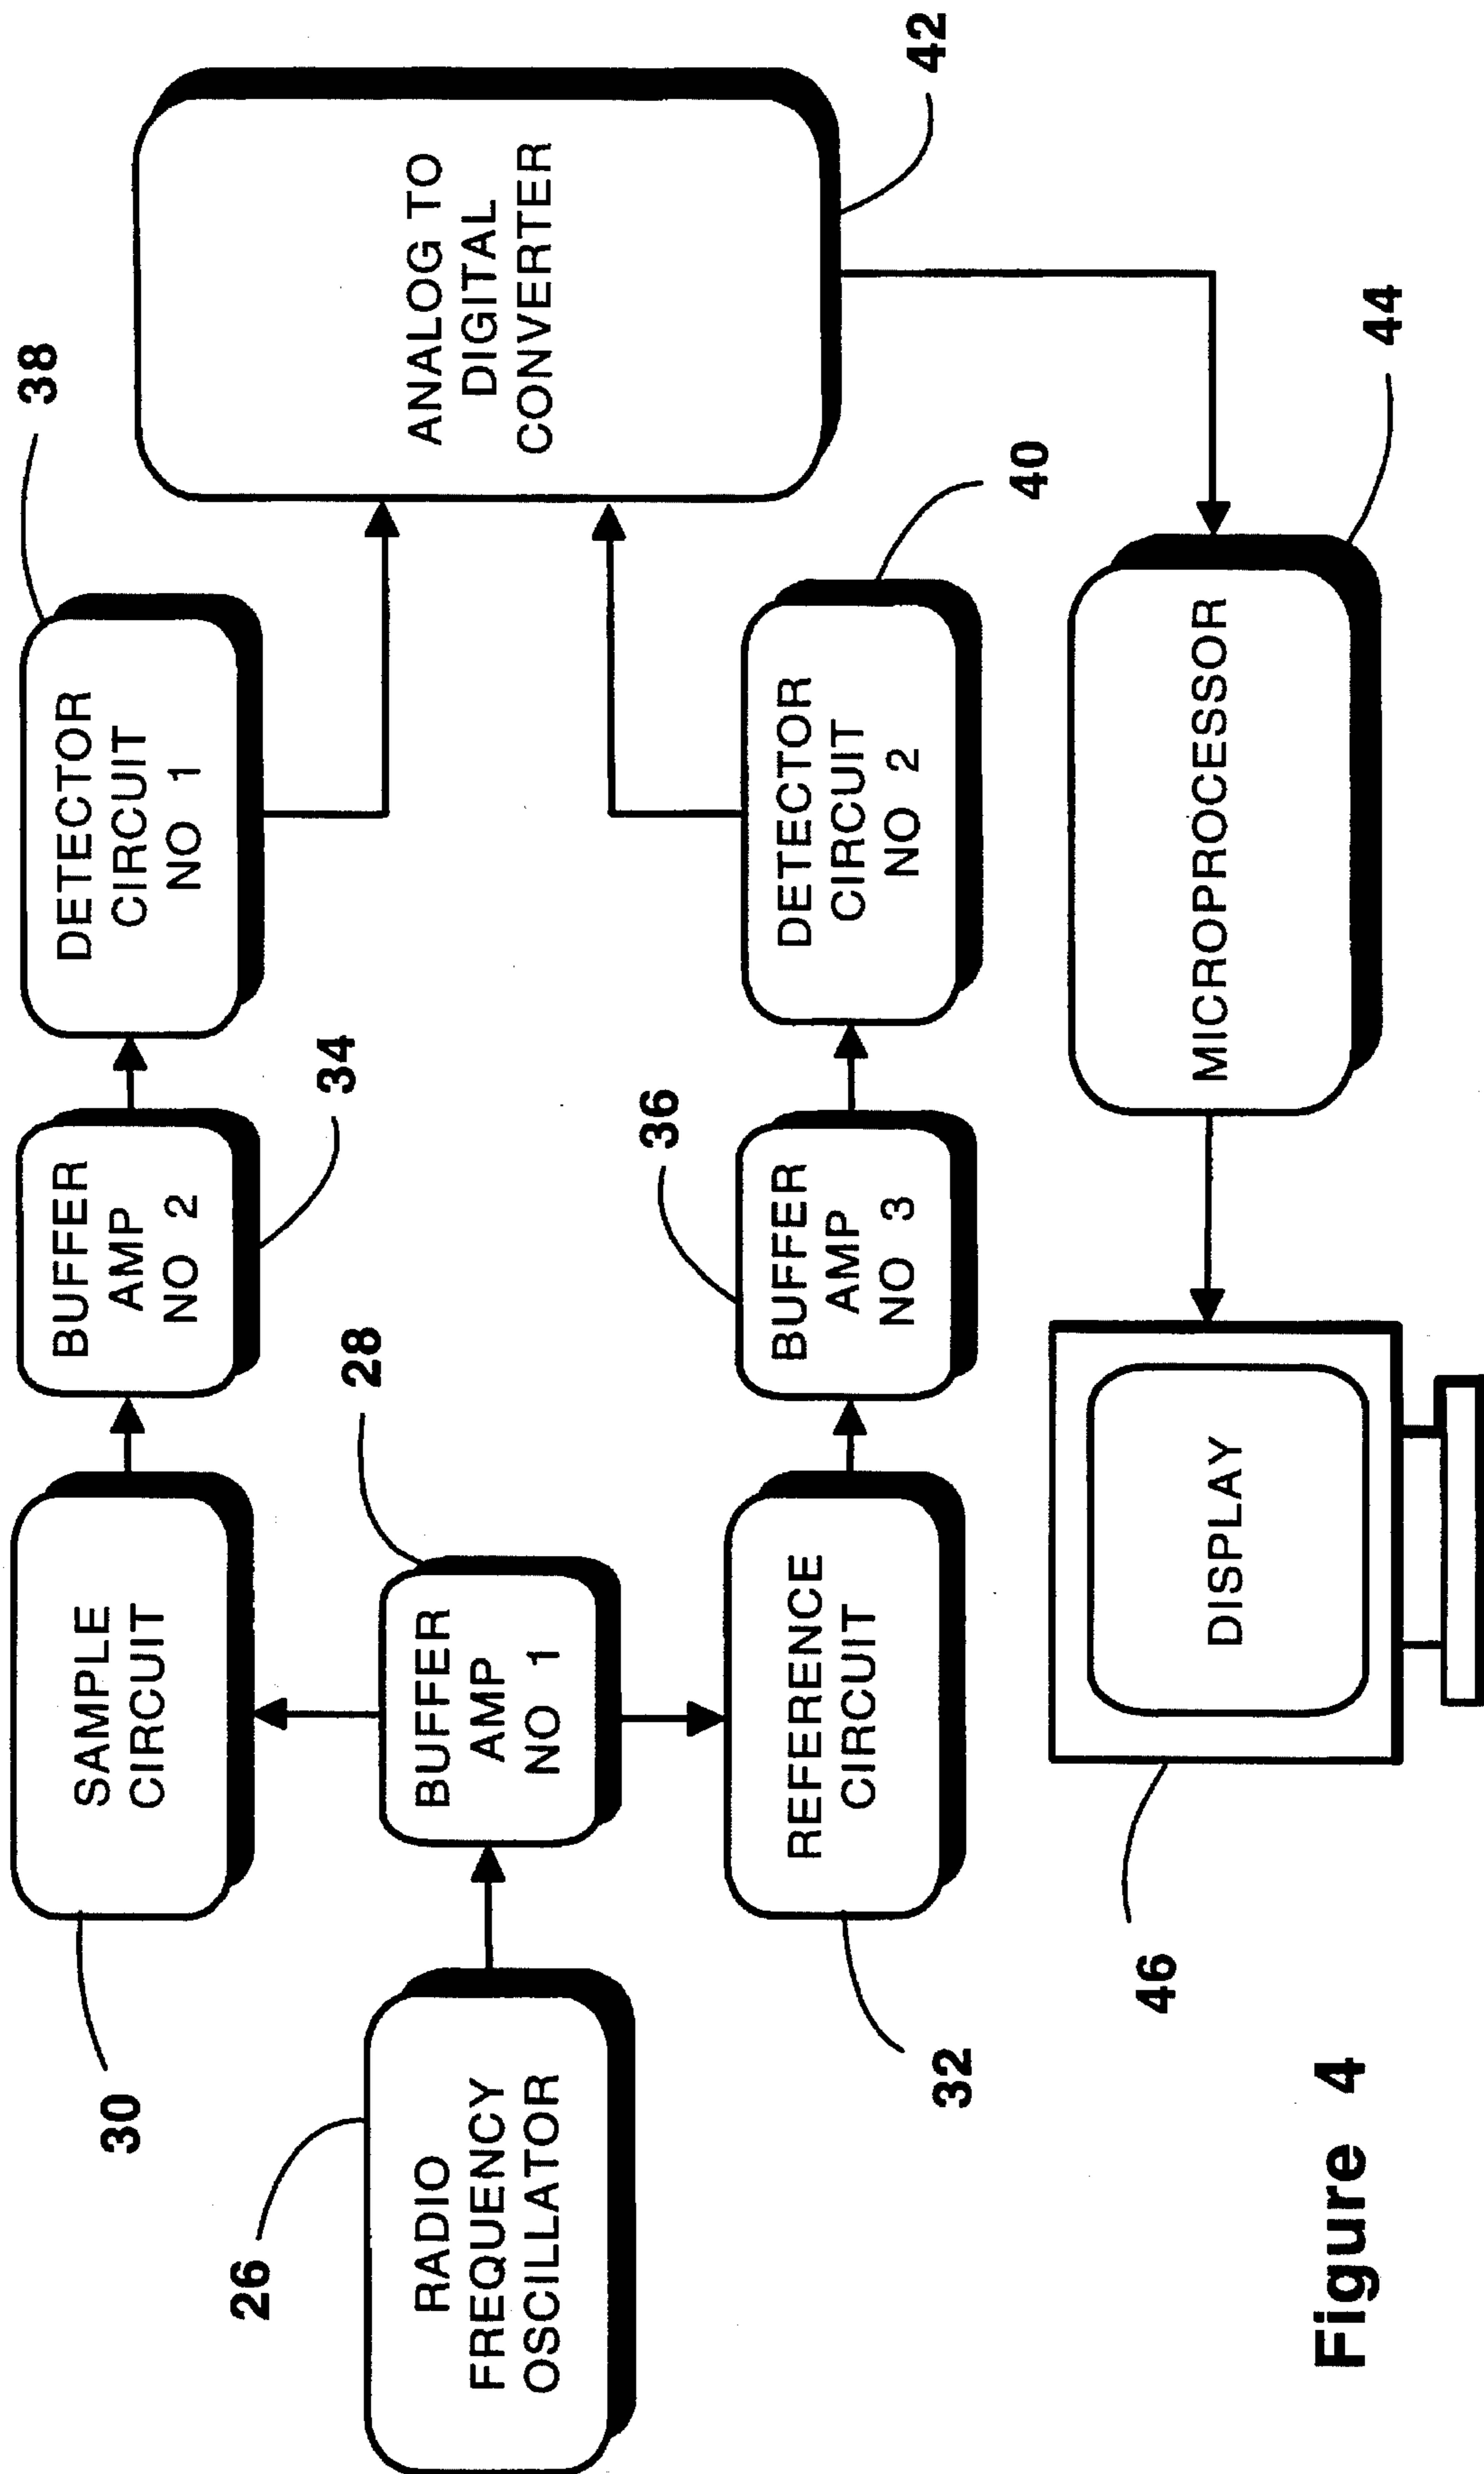 30
SAMPLE
CIRCUIT
BUFFER
AMP
NO 2
34
DETECTOR
CIRCUIT
NO 1
38
26
RADIO
FREQUENCY
OSCILLATOR
BUFFER
AMP
NO 1
28
ANALOG TO
DIGITAL
CONVERTER
42
32
REFERENCE
CIRCUIT
36
BUFFER
AMP
NO 3
DETECTOR
CIRCUIT
NO 2
40
46
DISPLAY
MICROPROCESSOR
44
Figure 4